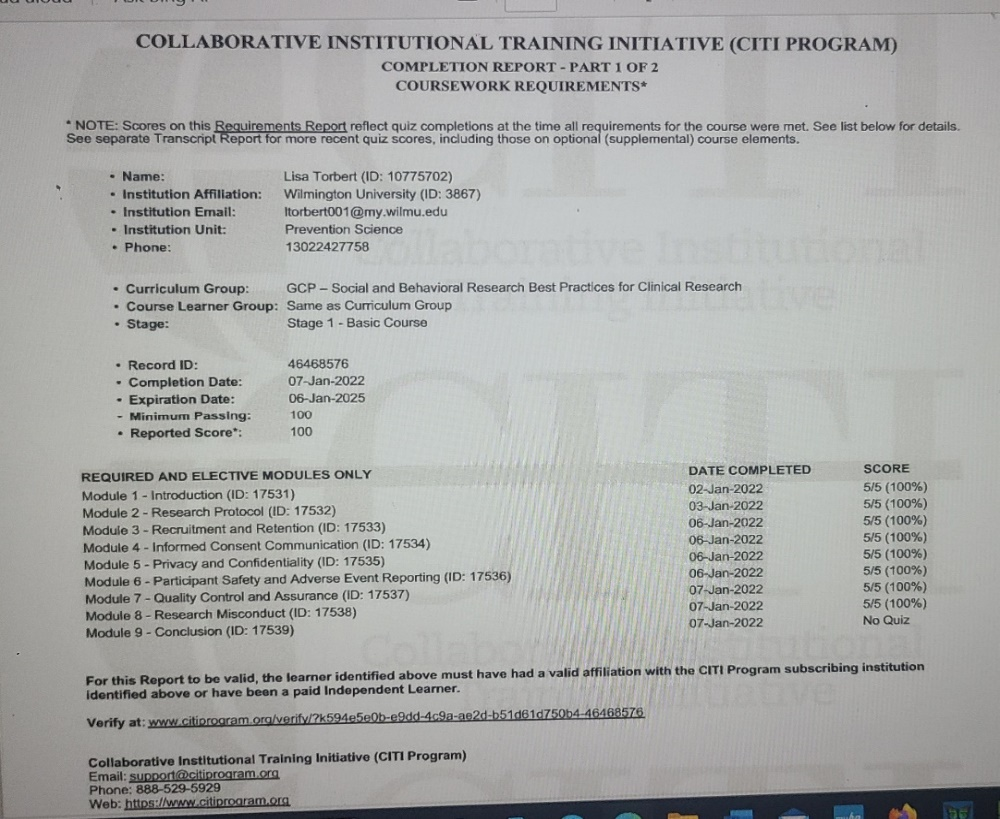 COLLABORATIVE INSTITUTIONAL TRAINING INITIATIVE (CITI PROGRAM)
COMPLETION REPORT - PART 1 OF 2
COURSEWORK REQUIREMENTS*
* NOTE: Scores on this Requirements Report reflect quiz completions at the time all requirements for the course were met. See list below for details.
See separate Transcript Report for more recent quiz scores, including those on optional (supplemental) course elements.
• Name: Lisa Torbert (ID: 10775702)
• Institution Affiliation: Wilmington University (ID: 3867)
• Institution Email: ltorbert001@my.wilmu.edu
• Institution Unit: Prevention Science
• Phone: 13022427758
• Curriculum Group: GCP – Social and Behavioral Research Best Practices for Clinical Research
• Course Learner Group: Same as Curriculum Group
• Stage: Stage 1 - Basic Course
• Record ID: 46468576
• Completion Date: 07-Jan-2022
• Expiration Date: 06-Jan-2025
• Minimum Passing: 100
• Reported Score*: 100
REQUIRED AND ELECTIVE MODULES ONLY DATE COMPLETED SCORE
Module 1 - Introduction (ID: 17531) 02-Jan-2022 5/5 (100%)
Module 2 - Research Protocol (ID: 17532) 03-Jan-2022 5/5 (100%)
Module 3 - Recruitment and Retention (ID: 17533) 06-Jan-2022 5/5 (100%)
Module 4 - Informed Consent Communication (ID: 17534) 06-Jan-2022 5/5 (100%)
Module 5 - Privacy and Confidentiality (ID: 17535) 06-Jan-2022 5/5 (100%)
Module 6 - Participant Safety and Adverse Event Reporting (ID: 17536) 06-Jan-2022 5/5 (100%)
Module 7 - Quality Control and Assurance (ID: 17537) 07-Jan-2022 5/5 (100%)
Module 8 - Research Misconduct (ID: 17538) 07-Jan-2022 5/5 (100%)
Module 9 - Conclusion (ID: 17539) 07-Jan-2022 No Quiz
For this Report to be valid, the learner identified above must have had a valid affiliation with the CITI Program subscribing institution
identified above or have been a paid Independent Learner.
Verify at: www.citiprogram.org/verify/?k594e5e0b-e9dd-4c9a-ae2d-b51d61d750b4-46468576
Collaborative Institutional Training Initiative (CITI Program)
Email: support@citiprogram.org
Phone: 888-529-5929
Web: https://www.citiprogram.org